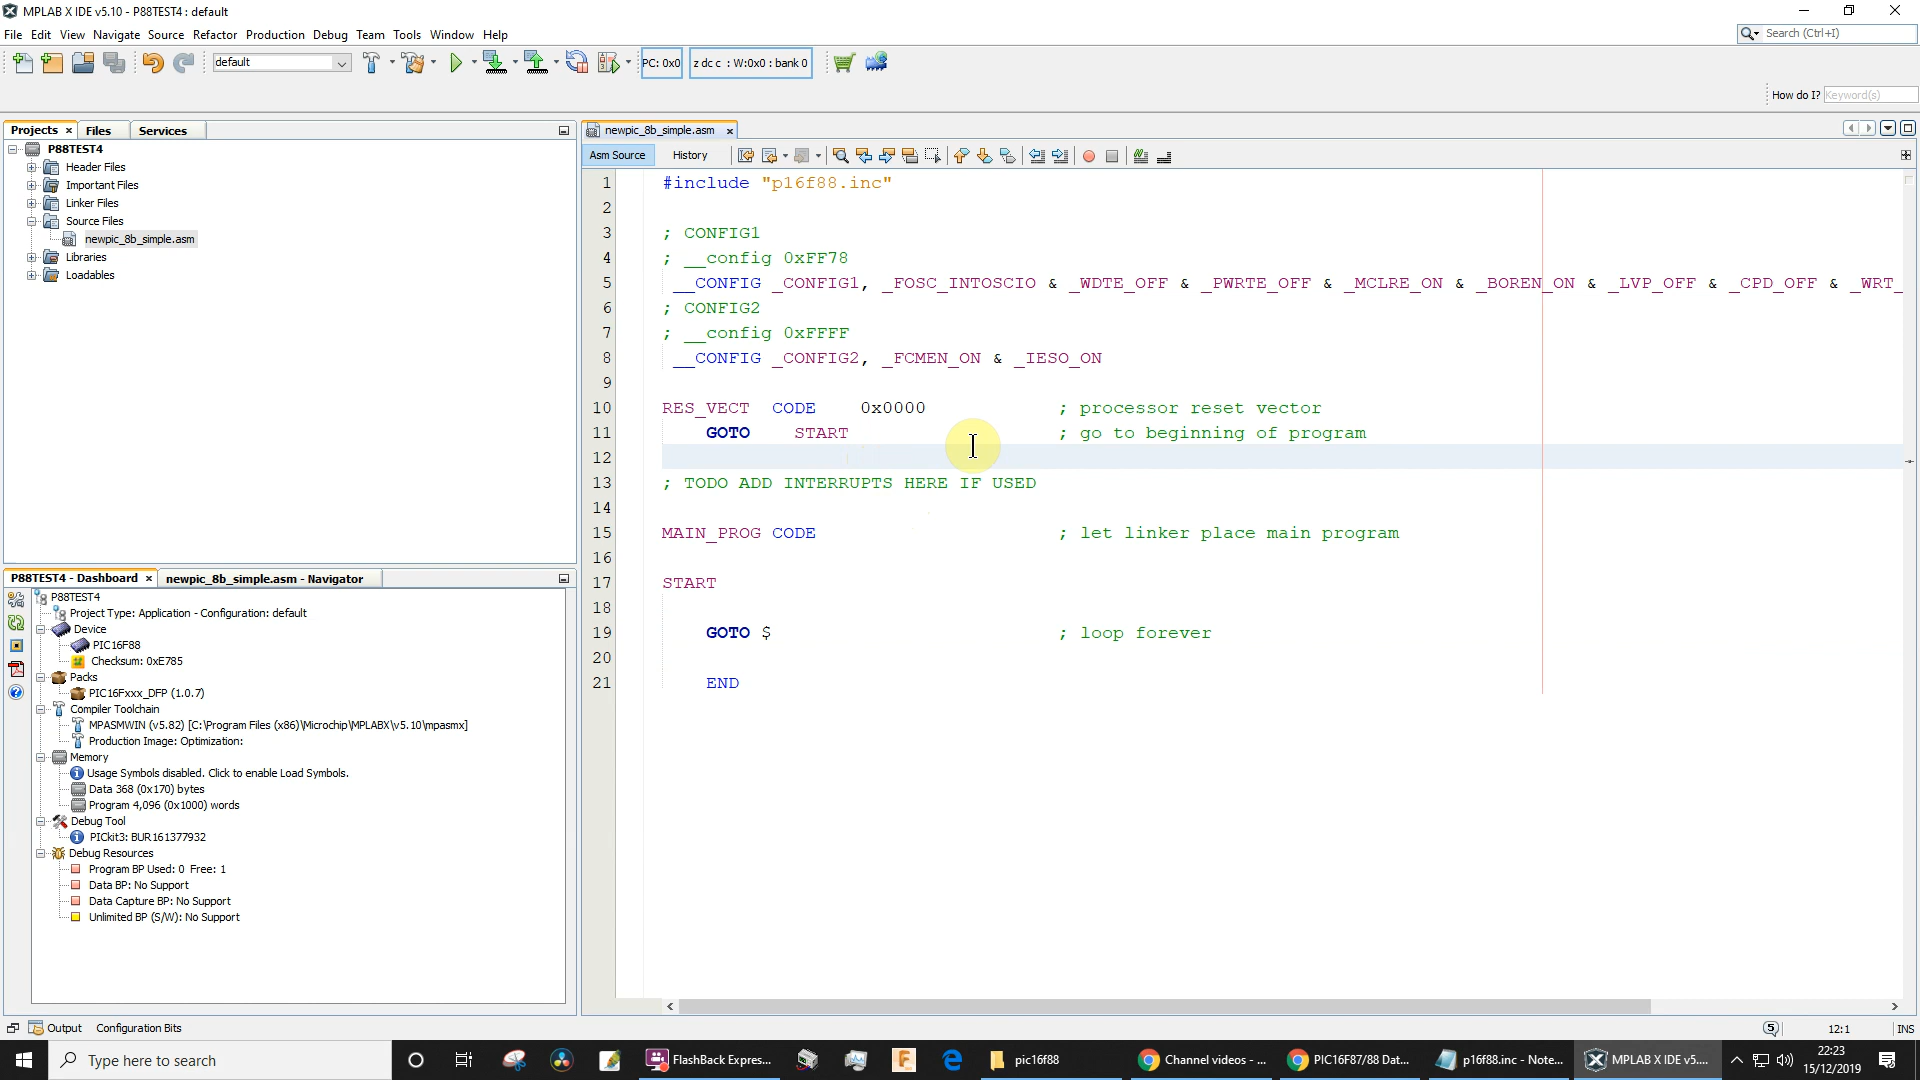 MPLAB X IDE v5.10 - P88TEST4 : default
File Edit View Navigate Source Refactor Production Debug Team Tools Window Help
Search (Ctrl+I)
default
PC: 0x0
z dc c : W:0x0 : bank 0
How do I? Keyword(s)
Projects Files Services
P88TEST4
Header Files
Important Files
Linker Files
Source Files
newpic_8b_simple.asm
Libraries
Loadables
P88TEST4 - Dashboard newpic_8b_simple.asm - Navigator
P88TEST4
Project Type: Application - Configuration: default
Device
PIC16F88
Checksum: 0xE785
Packs
PIC16Fxxx_DFP (1.0.7)
Compiler Toolchain
MPASMWIN (v5.82) [C:\Program Files (x86)\Microchip\MPLABX\v5.10\mpasmx]
Production Image: Optimization:
Memory
Usage Symbols disabled. Click to enable Load Symbols.
Data 368 (0x170) bytes
Program 4,096 (0x1000) words
Debug Tool
PICkit3: BUR161377932
Debug Resources
Program BP Used: 0 Free: 1
Data BP: No Support
Data Capture BP: No Support
Unlimited BP (S/W): No Support
newpic_8b_simple.asm
Asm Source History
1 #include "p16f88.inc"
2
3 ; CONFIG1
4 ; __config 0xFF78
5 __CONFIG _CONFIG1, _FOSC_INTOSCIO & _WDTE_OFF & _PWRTE_OFF & _MCLRE_ON & _BOREN_ON & _LVP_OFF & _CPD_OFF & _WRT_
6 ; CONFIG2
7 ; __config 0xFFFF
8 __CONFIG _CONFIG2, _FCMEN_ON & _IESO_ON
9
10 RES_VECT CODE 0x0000 ; processor reset vector
11 GOTO START ; go to beginning of program
12
13 ; TODO ADD INTERRUPTS HERE IF USED
14
15 MAIN_PROG CODE ; let linker place main program
16
17 START
18
19 GOTO $ ; loop forever
20
21 END
Output Configuration Bits
5
12:1 INS
Type here to search
FlashBack Expres...
pic16f88
Channel videos - ...
PIC16F87/88 Dat...
p16f88.inc - Note...
MPLAB X IDE v5....
22:23
15/12/2019